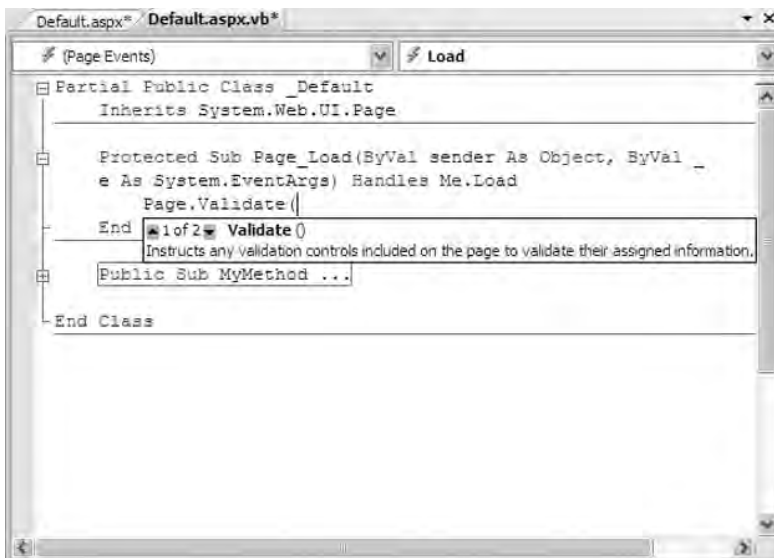 Default.aspx* Default.aspx.vb*
(Page Events) Load
Partial Public Class _Default
Inherits System.Web.UI.Page
Protected Sub Page_Load(ByVal sender As Object, ByVal _
e As System.EventArgs) Handles Me.Load
Page.Validate(
End
1 of 2 Validate ()
Instructs any validation controls included on the page to validate their assigned information.
Public Sub MyMethod ...
End Class